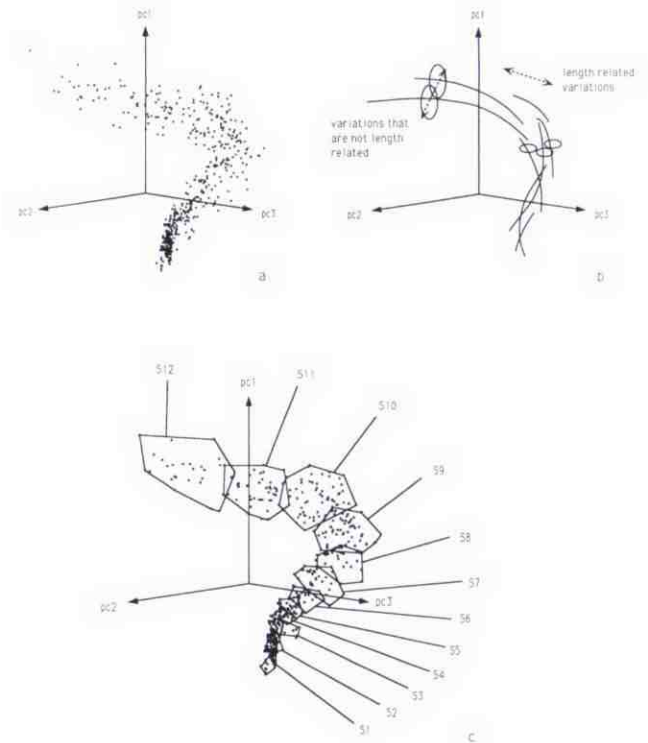 pc1
pc2
pc3
a
pc1
length related
variations
variations that
are not length
related
pc2
pc3
b
S12
pc1
S11
S10
S9
S8
S7
pc2
pc3
S6
S5
S4
S3
S2
S1
c